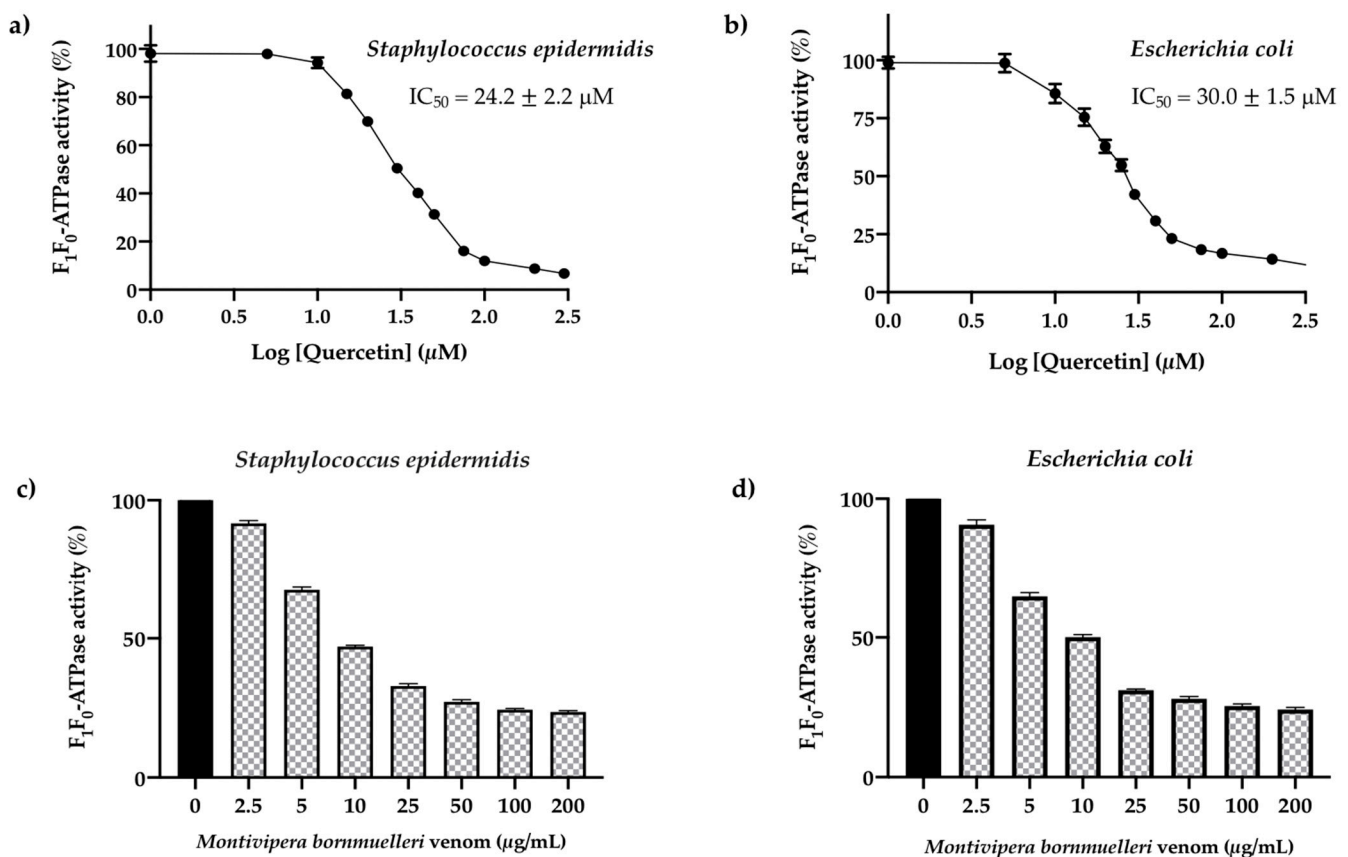 a)
F₁F₀-ATPase activity (%)
100
80
60
40
20
0
Staphylococcus epidermidis
IC₅₀ = 24.2 ± 2.2 µM
0.0 0.5 1.0 1.5 2.0 2.5
Log [Quercetin] (µM)
b)
F₁F₀-ATPase activity (%)
100
75
50
25
0
Escherichia coli
IC₅₀ = 30.0 ± 1.5 µM
0.0 0.5 1.0 1.5 2.0 2.5
Log [Quercetin] (µM)
c)
Staphylococcus epidermidis
F₁F₀-ATPase activity (%)
100
50
0
0 2.5 5 10 25 50 100 200
Montivipera bornmuelleri venom (µg/mL)
d)
Escherichia coli
F₁F₀-ATPase activity (%)
100
50
0
0 2.5 5 10 25 50 100 200
Montivipera bornmuelleri venom (µg/mL)